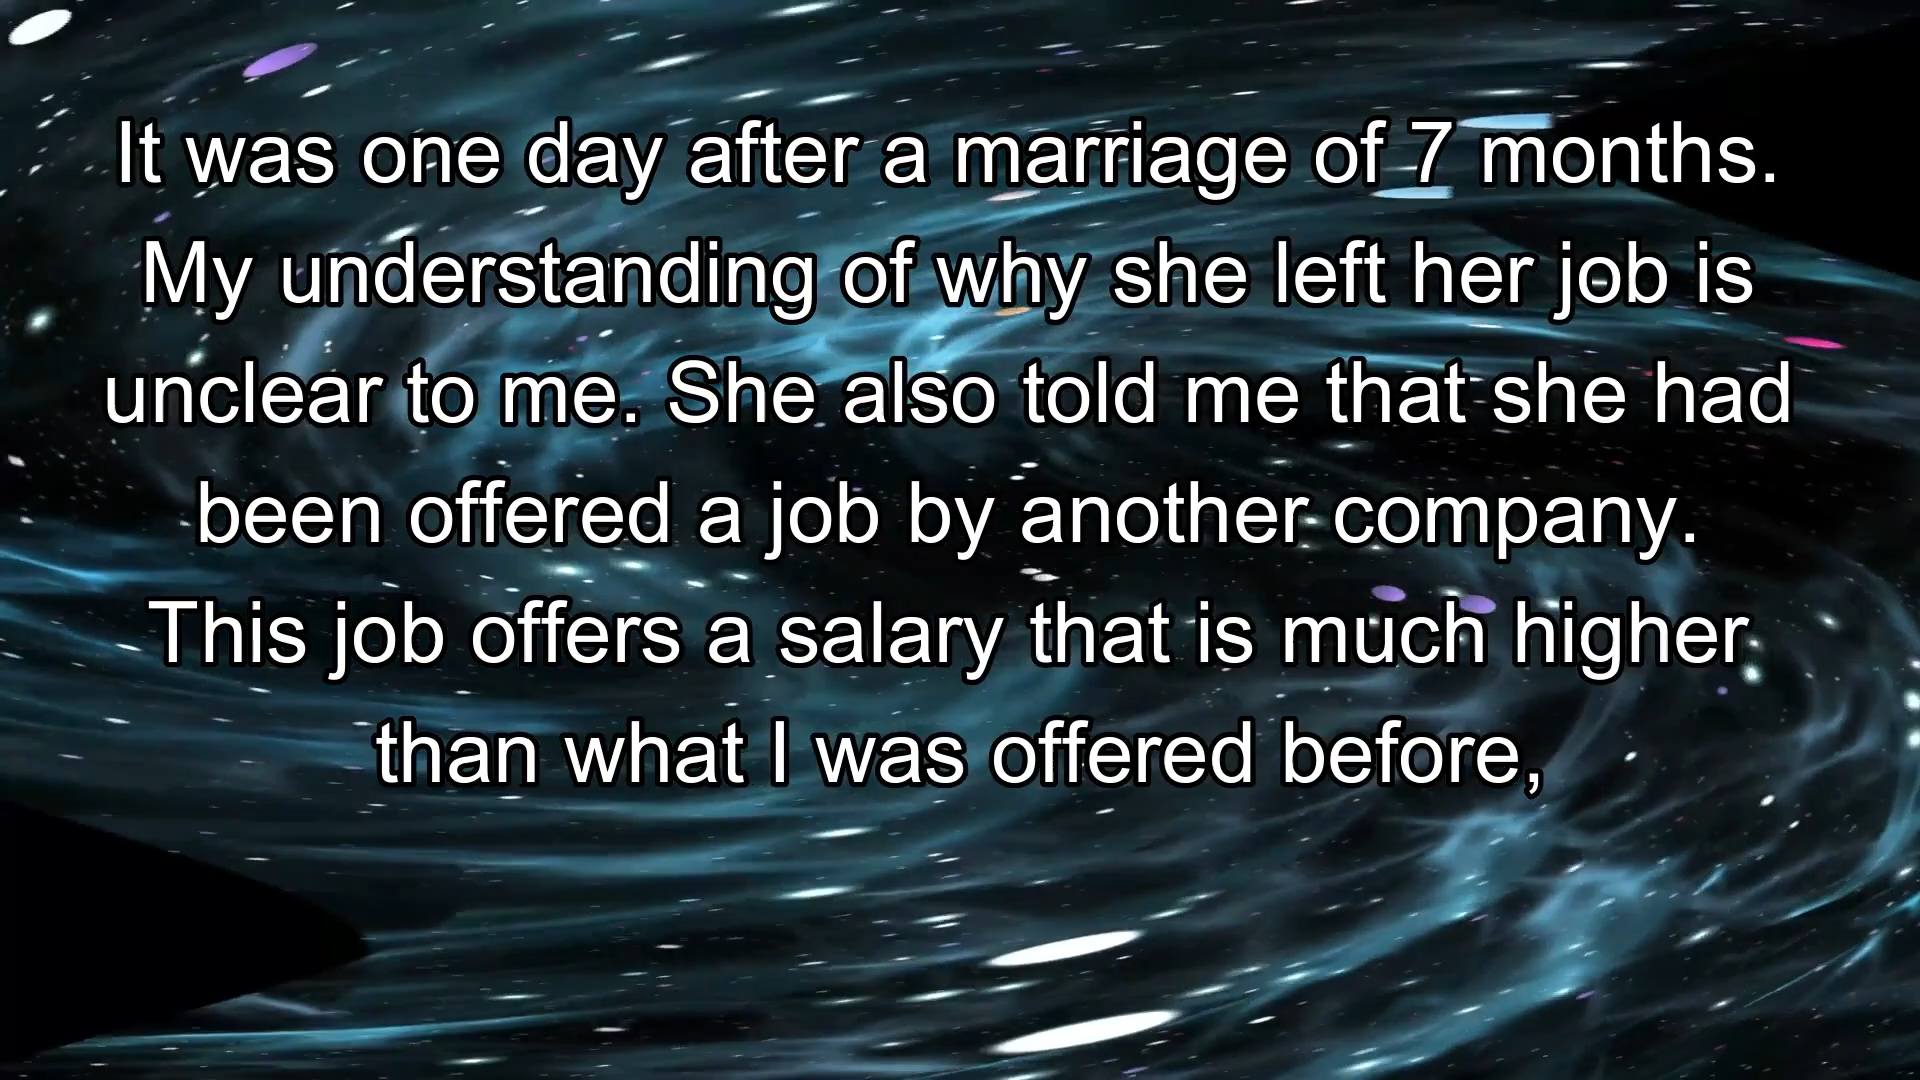 It was one day after a marriage of 7 months.
My understanding of why she left her job is
unclear to me. She also told me that she had
been offered a job by another company.
This job offers a salary that is much higher
than what I was offered before,